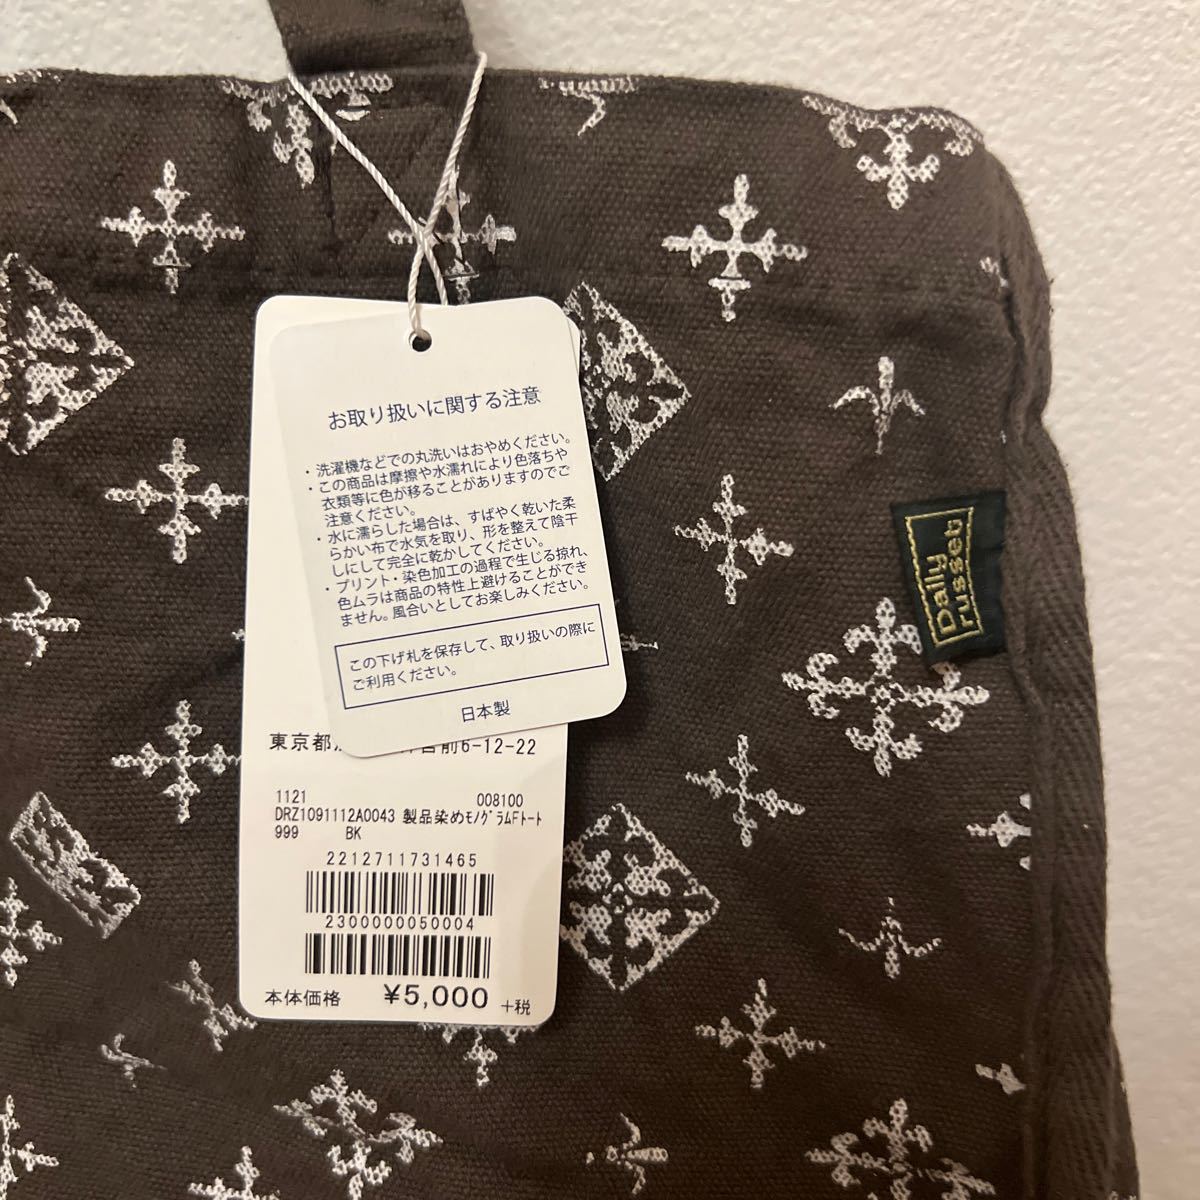 お取り扱いに関する注意
・洗濯機などでの丸洗いはおやめください。
・この商品は摩擦や水濡れにより色落ちや
衣類等に色が移ることがありますのでご
注意ください。
・水に濡らした場合は、すばやく乾いた柔
らかい布で水気を取り、形を整えて陰干
しにして完全に乾かしてください。
・プリント・染色加工の過程で生じる掠れ、
色ムラは商品の特性上避けることができ
ません。風合いとしてお楽しみください。
この下げ札を保存して、取り扱いの際に
ご利用ください。
日本製
東京都 宮前6-12-22
1121 008100
DRZ1091112A0043 製品染めﾓﾉｸﾞﾗﾑFﾄｰﾄ
999 BK
2212711731465
2300000050004
本体価格 ¥5,000 +税
Daily
russet